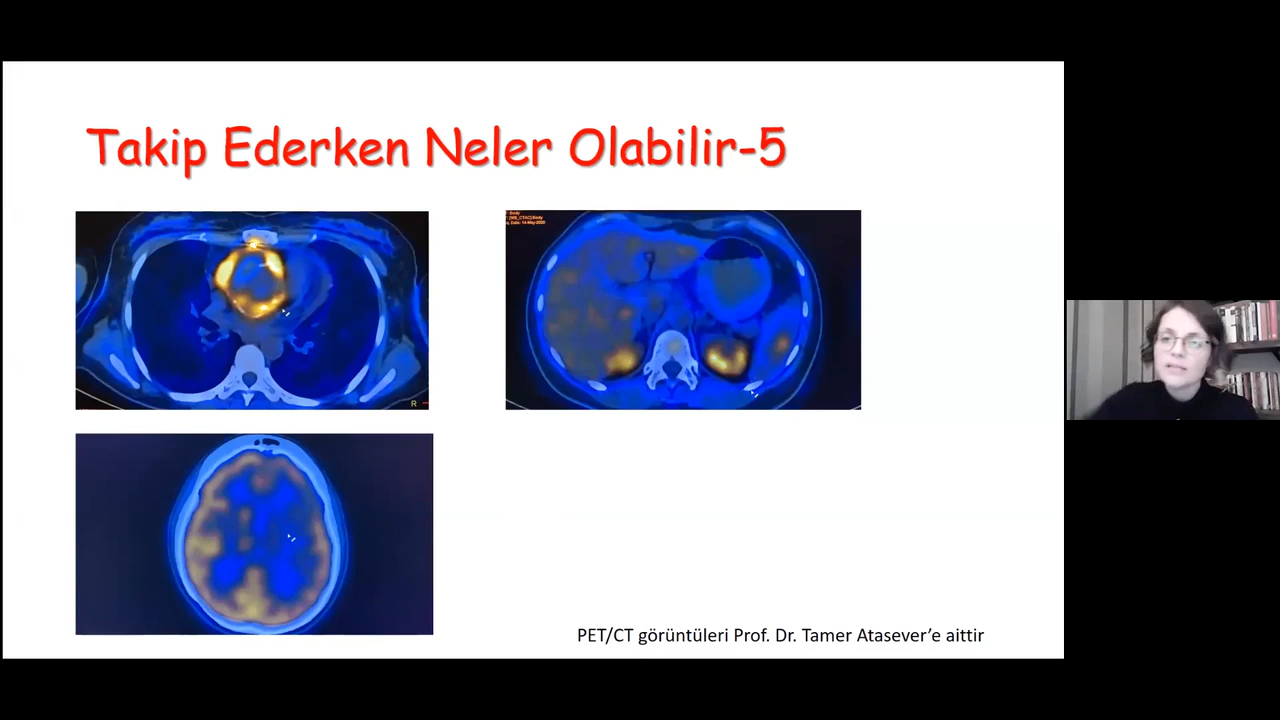 Takip Ederken Neler Olabilir-5
R
PET/CT görüntüleri Prof. Dr. Tamer Atasever’e aittir